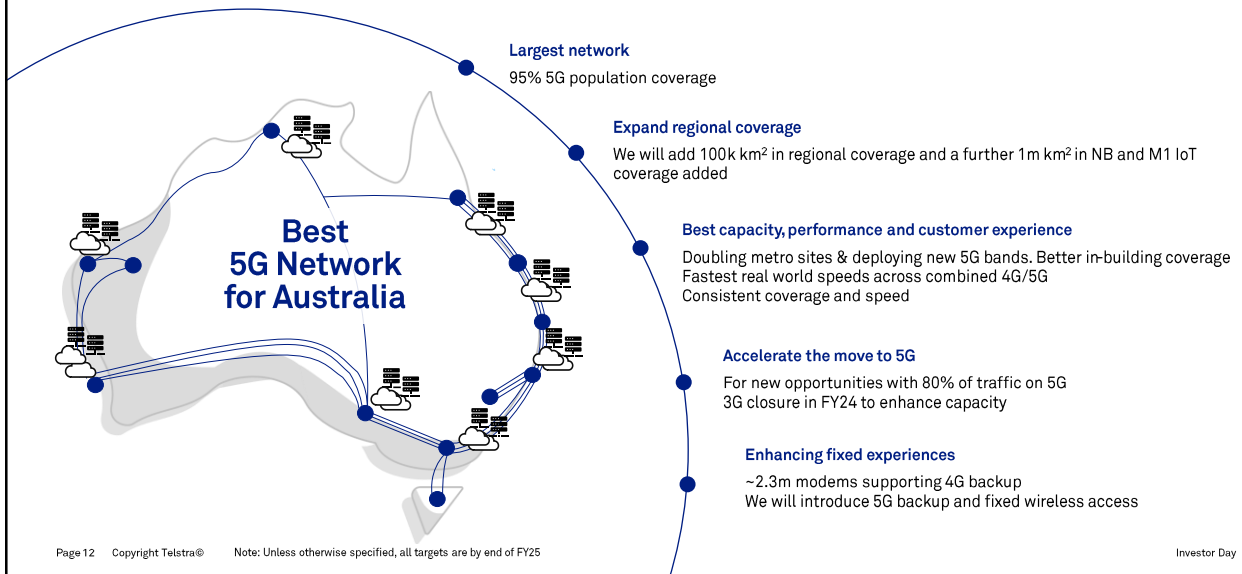 Largest network
95% 5G population coverage
Expand regional coverage
We will add 100k km² in regional coverage and a further 1m km² in NB and M1 IoT
coverage added
Best
5G Network
for Australia
Best capacity, performance and customer experience
Doubling metro sites & deploying new 5G bands. Better in-building coverage
Fastest real world speeds across combined 4G/5G
Consistent coverage and speed
Accelerate the move to 5G
For new opportunities with 80% of traffic on 5G
3G closure in FY24 to enhance capacity
Enhancing fixed experiences
~2.3m modems supporting 4G backup
We will introduce 5G backup and fixed wireless access
Page 12 Copyright Telstra© Note: Unless otherwise specified, all targets are by end of FY25 Investor Day